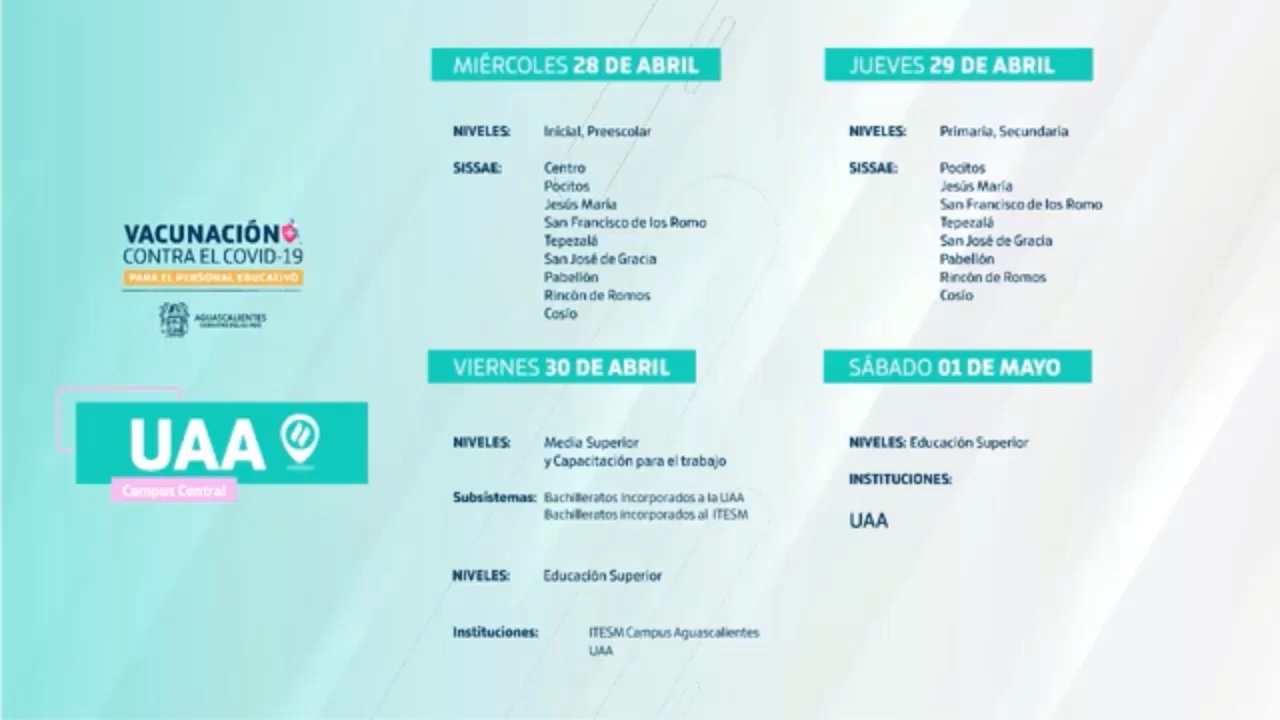 VACUNACIÓN
CONTRA EL COVID-19
PARA EL PERSONAL EDUCATIVO
AGUASCALIENTES
UAA
Campus Central
MIÉRCOLES 28 DE ABRIL
NIVELES: Inicial, Preescolar
SISSAE: Centro
Pocitos
Jesús María
San Francisco de los Romo
Tepezalá
San José de Gracia
Pabellón
Rincón de Romos
Cosío
JUEVES 29 DE ABRIL
NIVELES: Primaria, Secundaria
SISSAE: Pocitos
Jesús María
San Francisco de los Romo
Tepezalá
San José de Gracia
Pabellón
Rincón de Romos
Cosío
VIERNES 30 DE ABRIL
NIVELES: Media Superior
y Capacitación para el trabajo
Subsistemas: Bachilleratos Incorporados a la UAA
Bachilleratos incorporados al ITESM
NIVELES: Educación Superior
Instituciones: ITESM Campus Aguascalientes
UAA
SÁBADO 01 DE MAYO
NIVELES: Educación Superior
INSTITUCIONES:
UAA